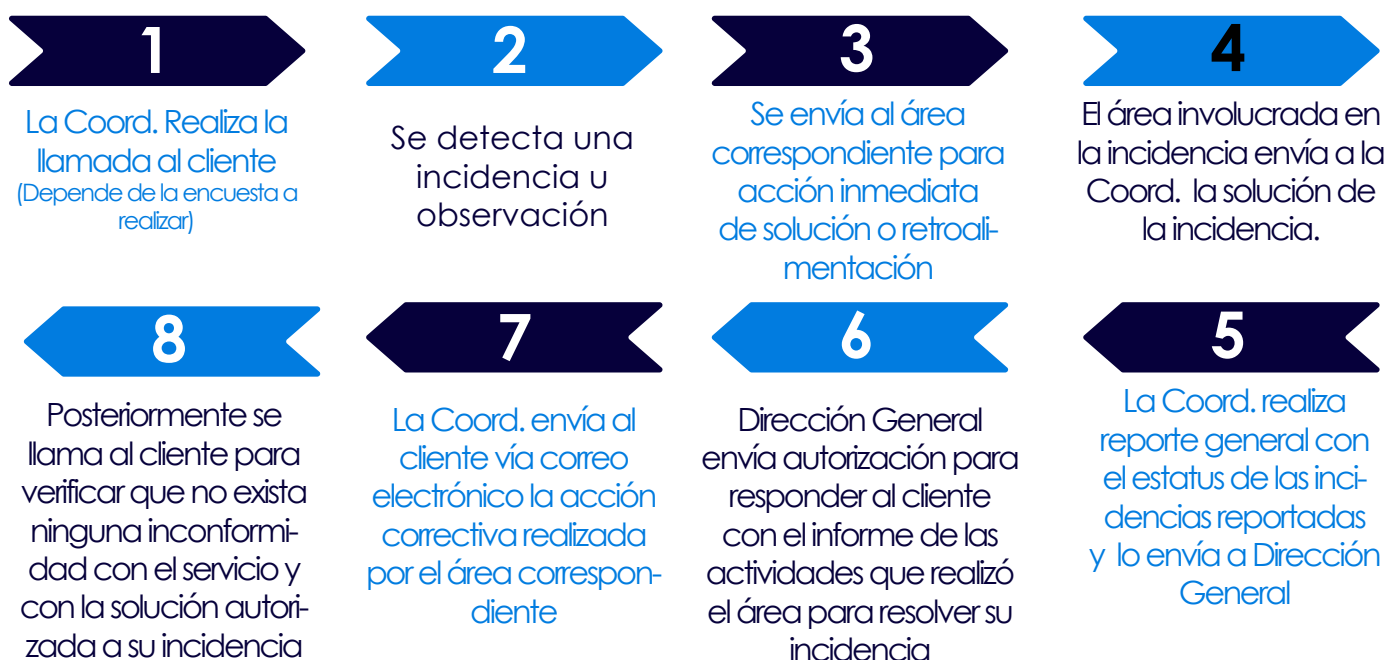 1
La Coord. Realiza la
llamada al cliente
(Depende de la encuesta a
realizar)
2
Se detecta una
incidencia u
observación
3
Se envía al área
correspondiente para
acción inmediata
de solución o retroali-
mentación
4
El área involucrada en
la incidencia envía a la
Coord. la solución de
la incidencia.
5
La Coord. realiza
reporte general con
el estatus de las inci-
dencias reportadas
y lo envía a Dirección
General
6
Dirección General
envía autorización para
responder al cliente
con el informe de las
actividades que realizó
el área para resolver su
incidencia
7
La Coord. envía al
cliente vía correo
electrónico la acción
correctiva realizada
por el área correspon-
diente
8
Posteriormente se
llama al cliente para
verificar que no exista
ninguna inconformi-
dad con el servicio y
con la solución autori-
zada a su incidencia